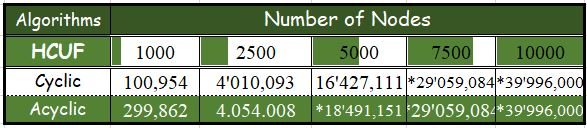 Algorithms Number of Nodes
HCUF 1000 2500 5000 7500 10000
Cyclic 100,954 4'010,093 16'427,111 *29'059,084 *39'996,000
Acyclic 299,862 4.054.008 *18'491,151 *29'059,084 *39'996,000